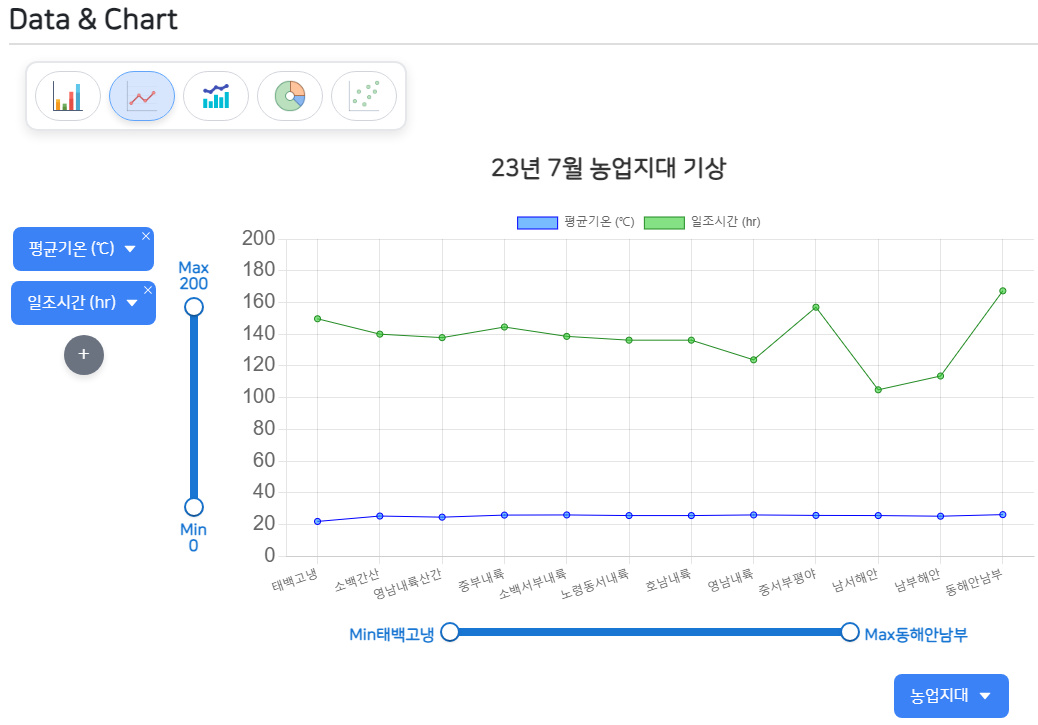 Data & Chart
23년 7월 농업지대 기상
평균기온 (℃) 일조시간 (hr)
평균기온 (℃)
일조시간 (hr)
+
Max
200
Min
0
200
180
160
140
120
100
80
60
40
20
0
태백고냉 소백간산 영남내륙산간 중부내륙 소백서부내륙 노령동서내륙 호남내륙 영남내륙 중서부평야 남서해안 남부해안 동해안남부
Min태백고냉 Max동해안남부
농업지대